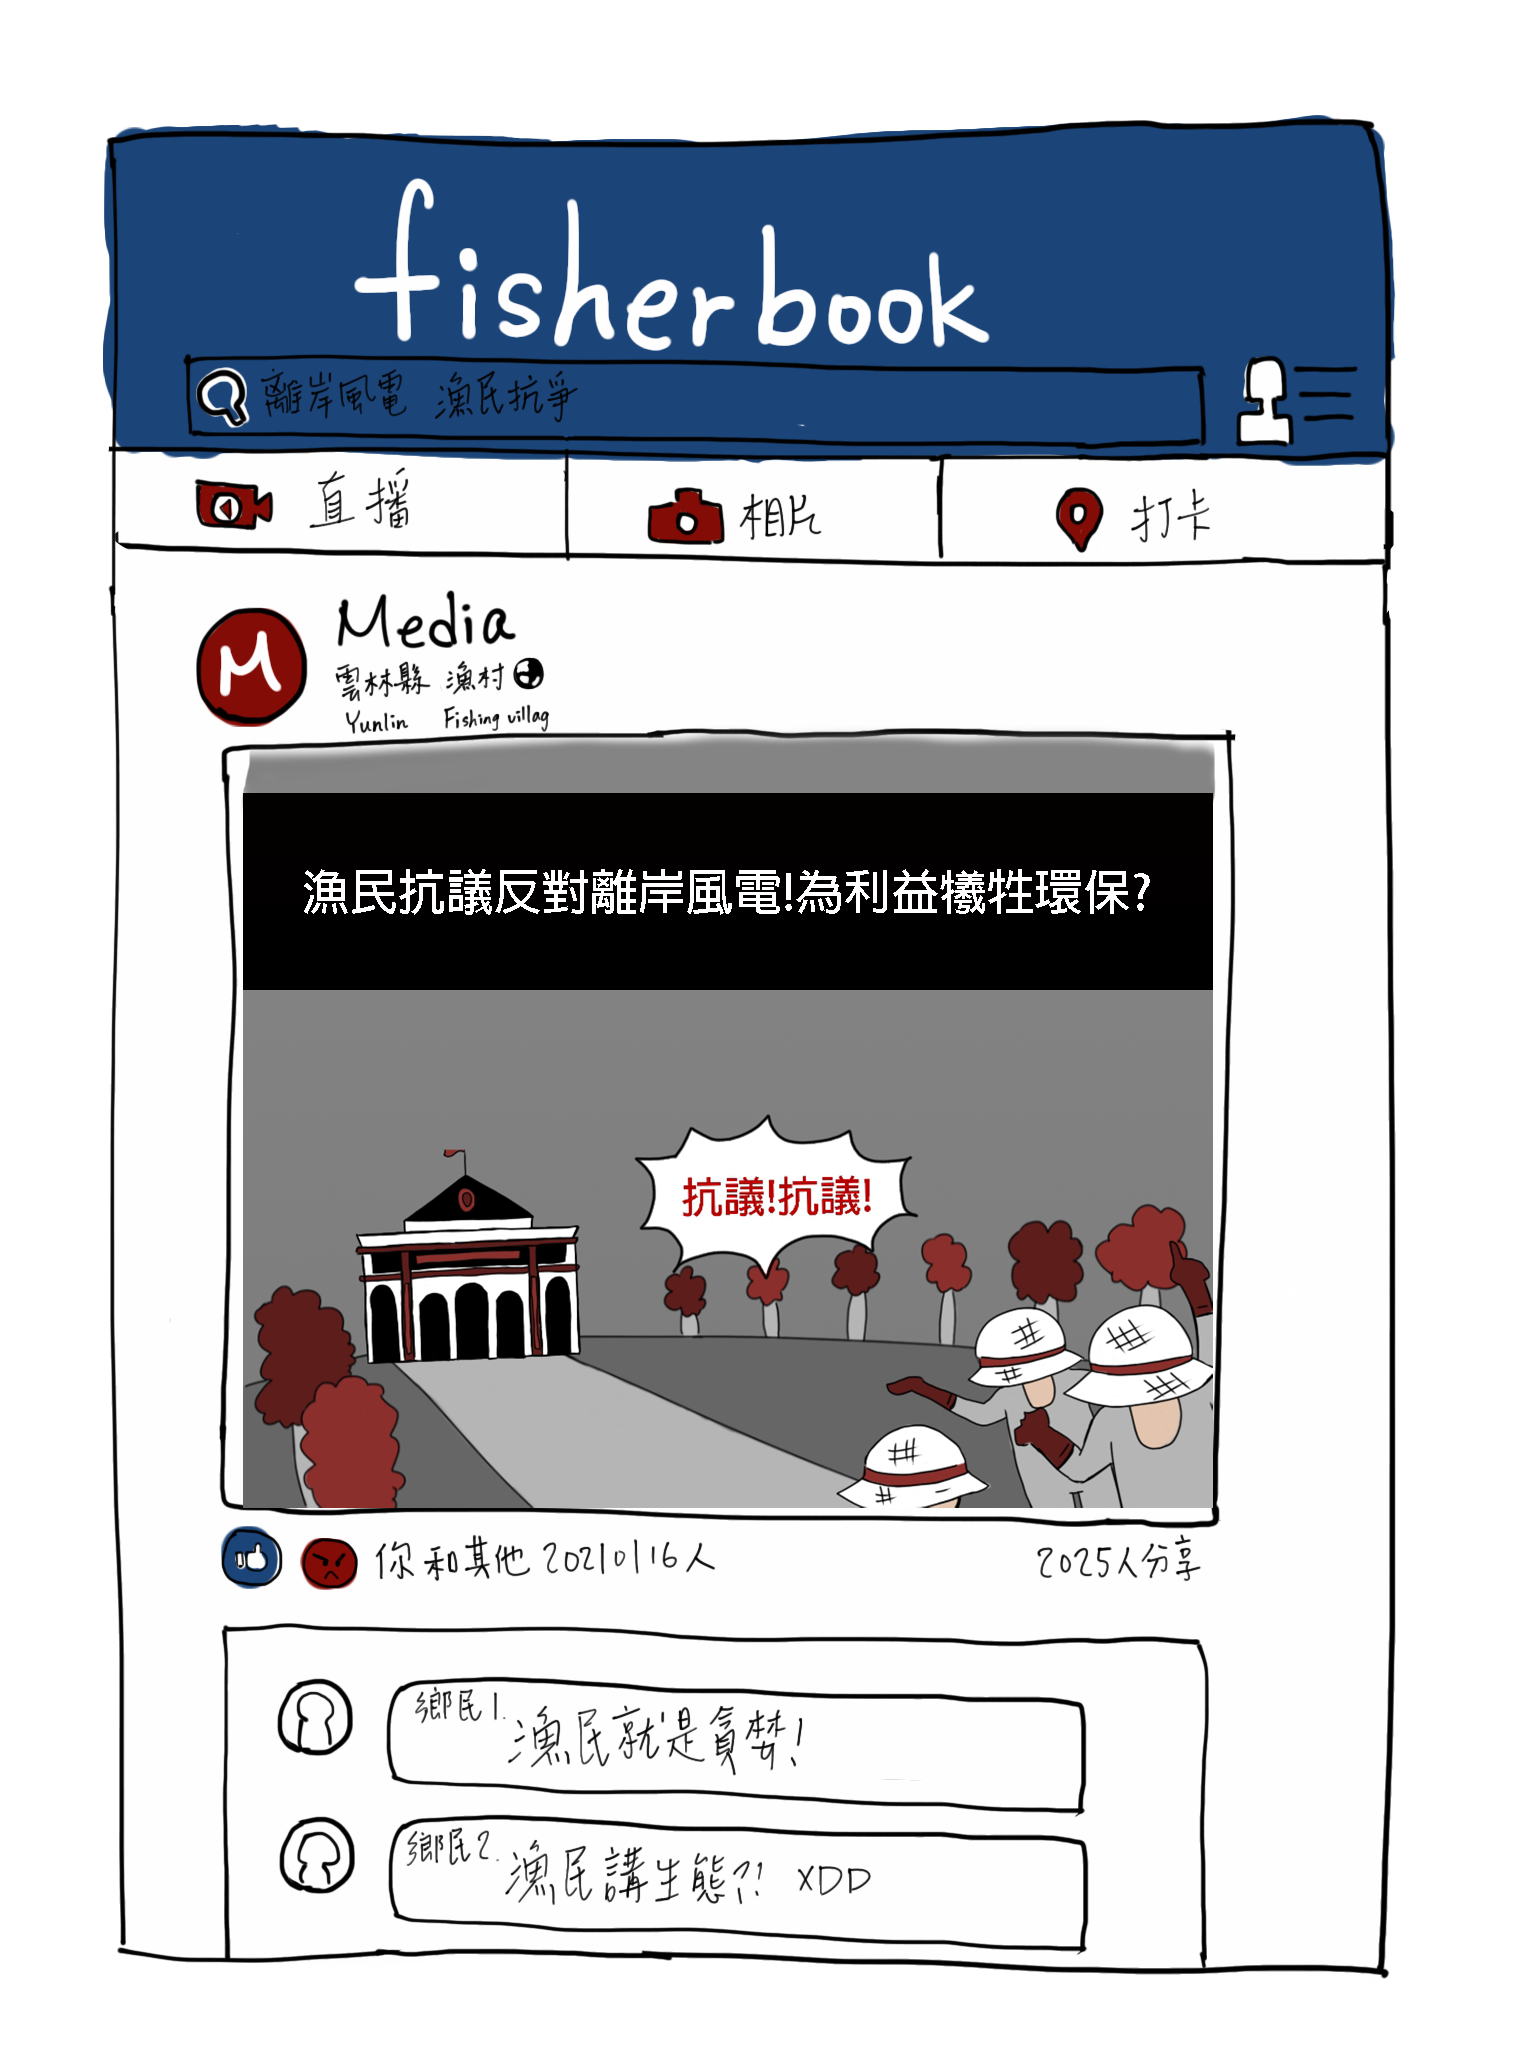 fisherbook
離岸風電 漁民抗爭
直播
相片
打卡
M
Media
雲林縣 漁村
Yunlin Fishing villag
漁民抗議反對離岸風電!為利益犧牲環保?
抗議!抗議!
你和其他20210116人
2025人分享
鄉民1.
漁民就是貪婪!
鄉民2.
漁民講生態?! XDD